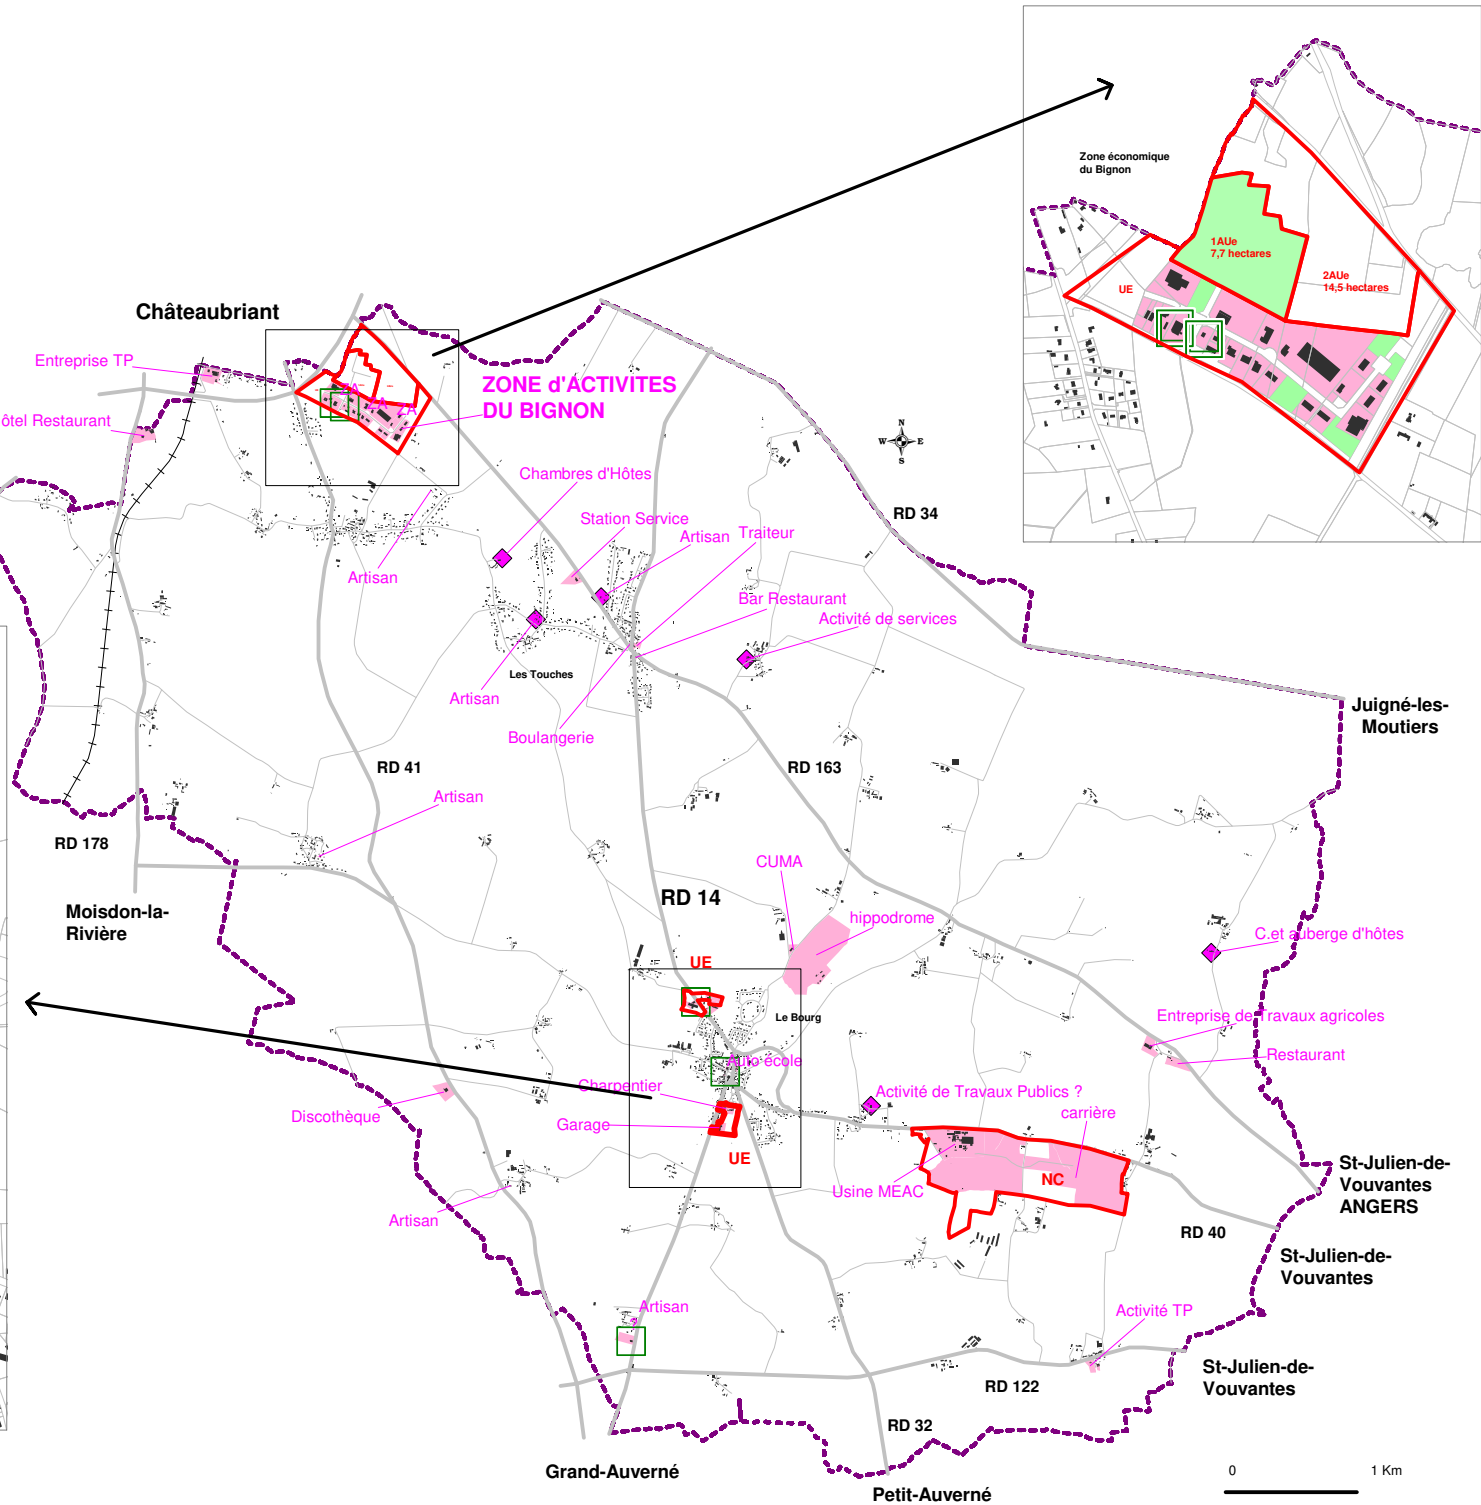 Zone économique
du Bignon
1AUe
7,7 hectares
2AUe
14,5 hectares
UE
Châteaubriant
Entreprise TP
ôtel Restaurant
ZA
ZA
ZA
ZONE d'ACTIVITES
DU BIGNON
N
W
E
S
Chambres d'Hôtes
Station Service
Artisan
Traiteur
RD 34
Artisan
Bar Restaurant
Activité de services
Les Touches
Artisan
Boulangerie
Juigné-les-
Moutiers
RD 41
RD 163
Artisan
RD 178
CUMA
RD 14
Moisdon-la-
Rivière
hippodrome
C.et auberge d'hôtes
UE
Le Bourg
Entreprise de Travaux agricoles
Restaurant
Auto école
Charpentier
Activité de Travaux Publics ?
Discothèque
Garage
carrière
UE
NC
Usine MEAC
St-Julien-de-
Vouvantes
ANGERS
Artisan
RD 40
St-Julien-de-
Vouvantes
Artisan
Activité TP
St-Julien-de-
Vouvantes
RD 122
RD 32
Grand-Auverné
Petit-Auverné
0
1 Km